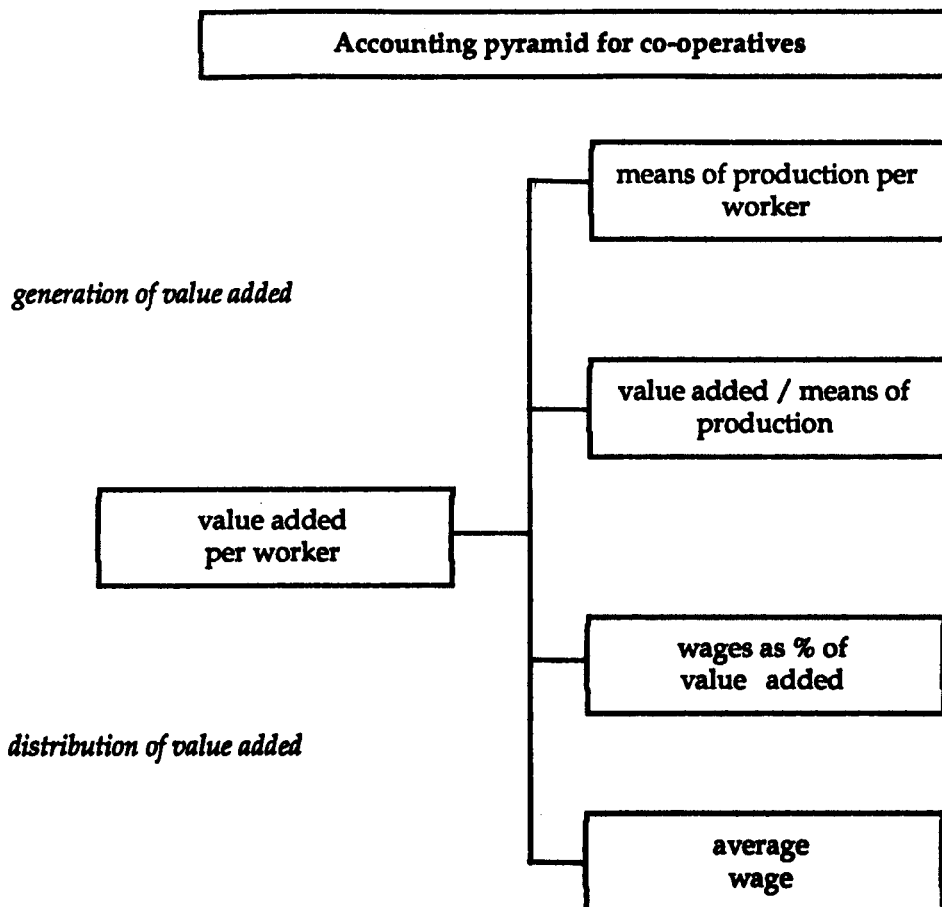 Accounting pyramid for co-operatives
means of production per
worker
generation of value added
value added / means of
production
value added
per worker
wages as % of
value added
distribution of value added
average
wage